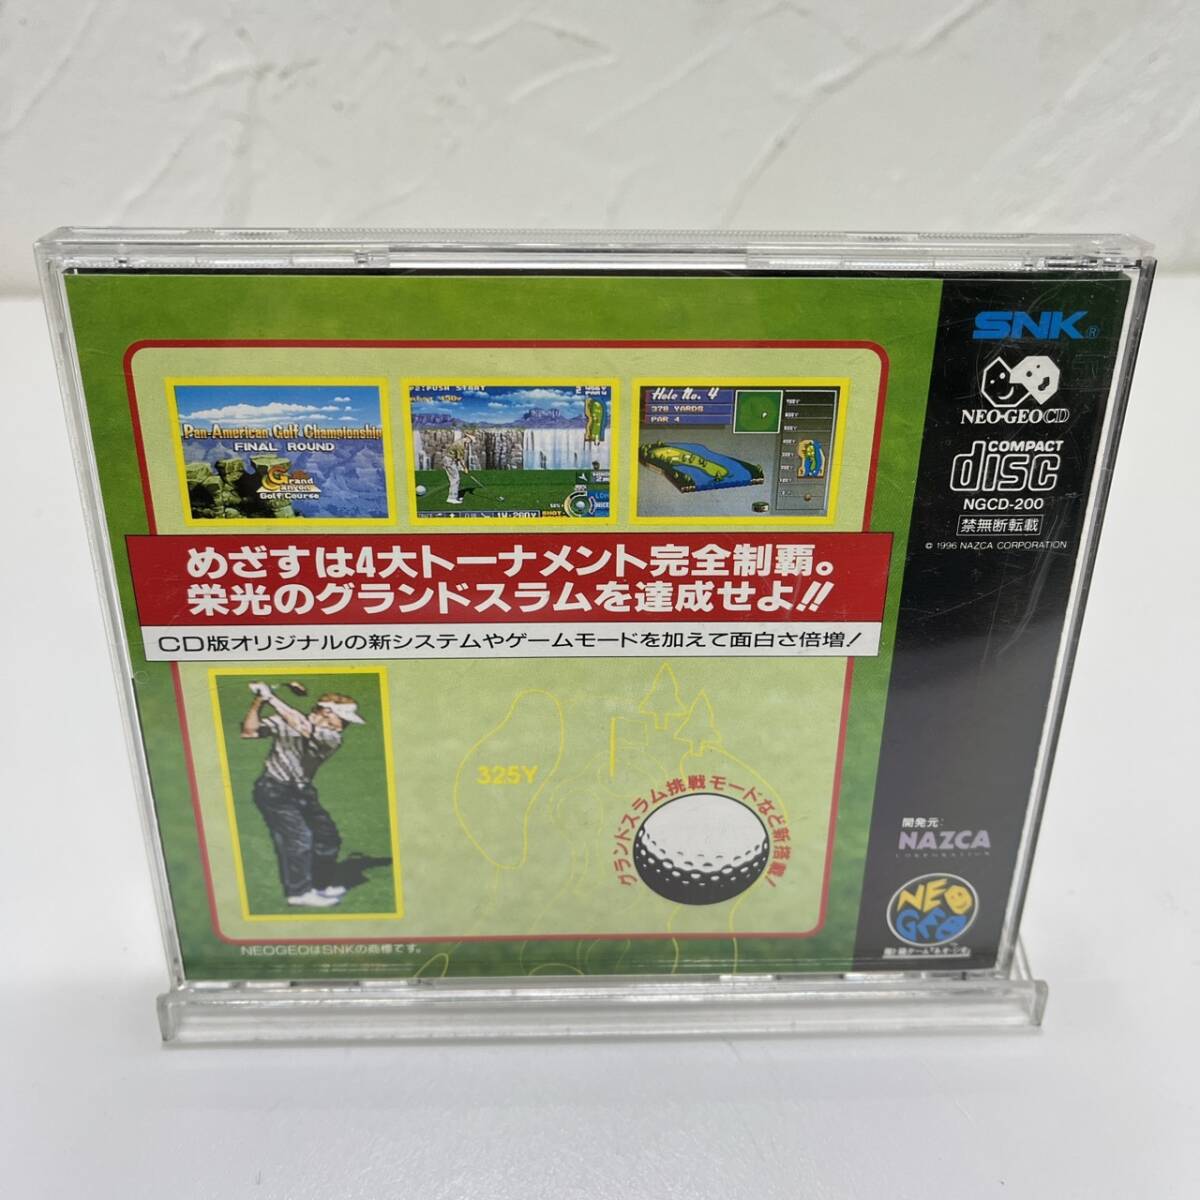 Pan-American Golf Championship
FINAL ROUND
Grand
Canyon
Golf Course
P2:PUSH START
1W:260Y
Hole No. 4
378 YARDS
PAR 4
めざすは4大トーナメント完全制覇。
栄光のグランドスラムを達成せよ!!
CD版オリジナルの新システムやゲームモードを加えて面白さ倍増!
325Y
グランドスラム挑戦モードなど新搭載!
NEOGEOはSNKの商標です。
SNK®
NEO•GEO CD
COMPACT
disc
NGCD-200
禁無断転載
© 1996 NAZCA CORPORATION
開発元:
NAZCA
CORPORATION
NEO
GEO